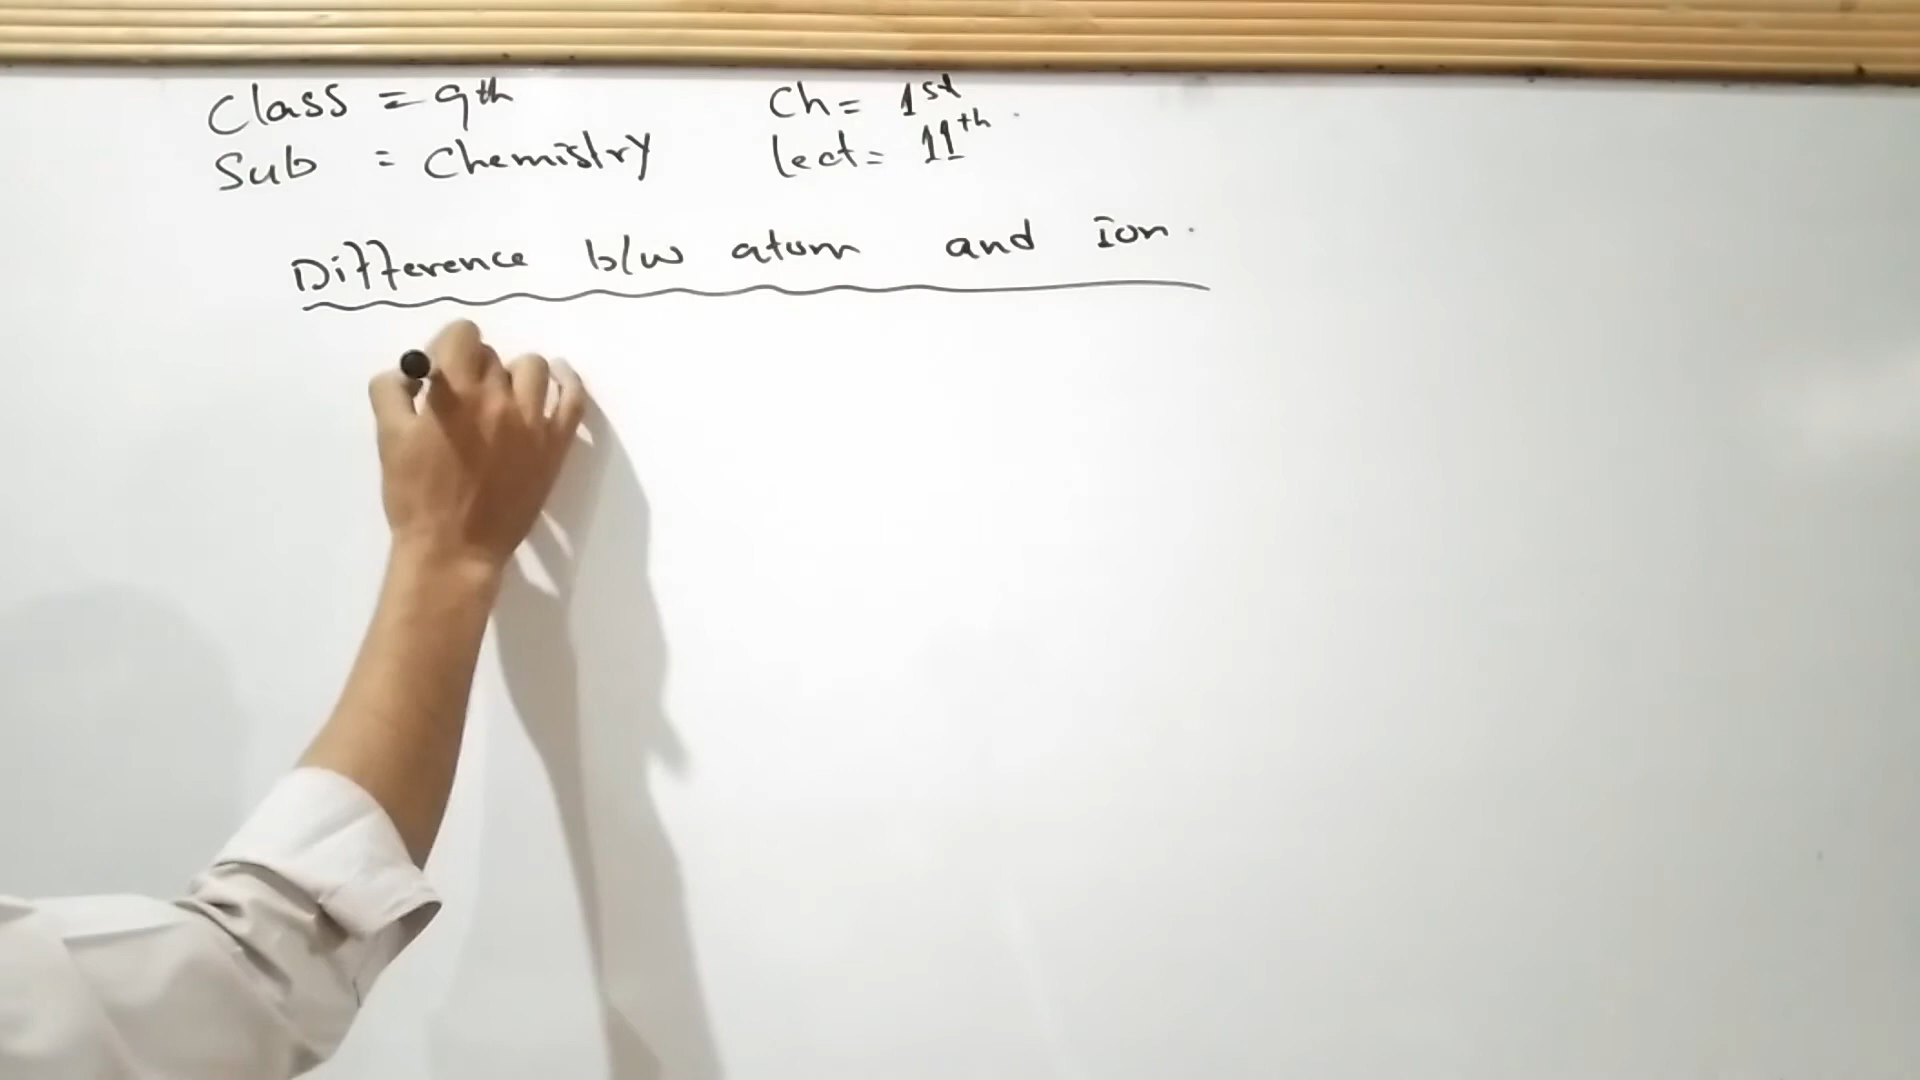 Class = 9th Ch = 1st
Sub = Chemistry Lect = 11th
Difference b/w atom and Ion.